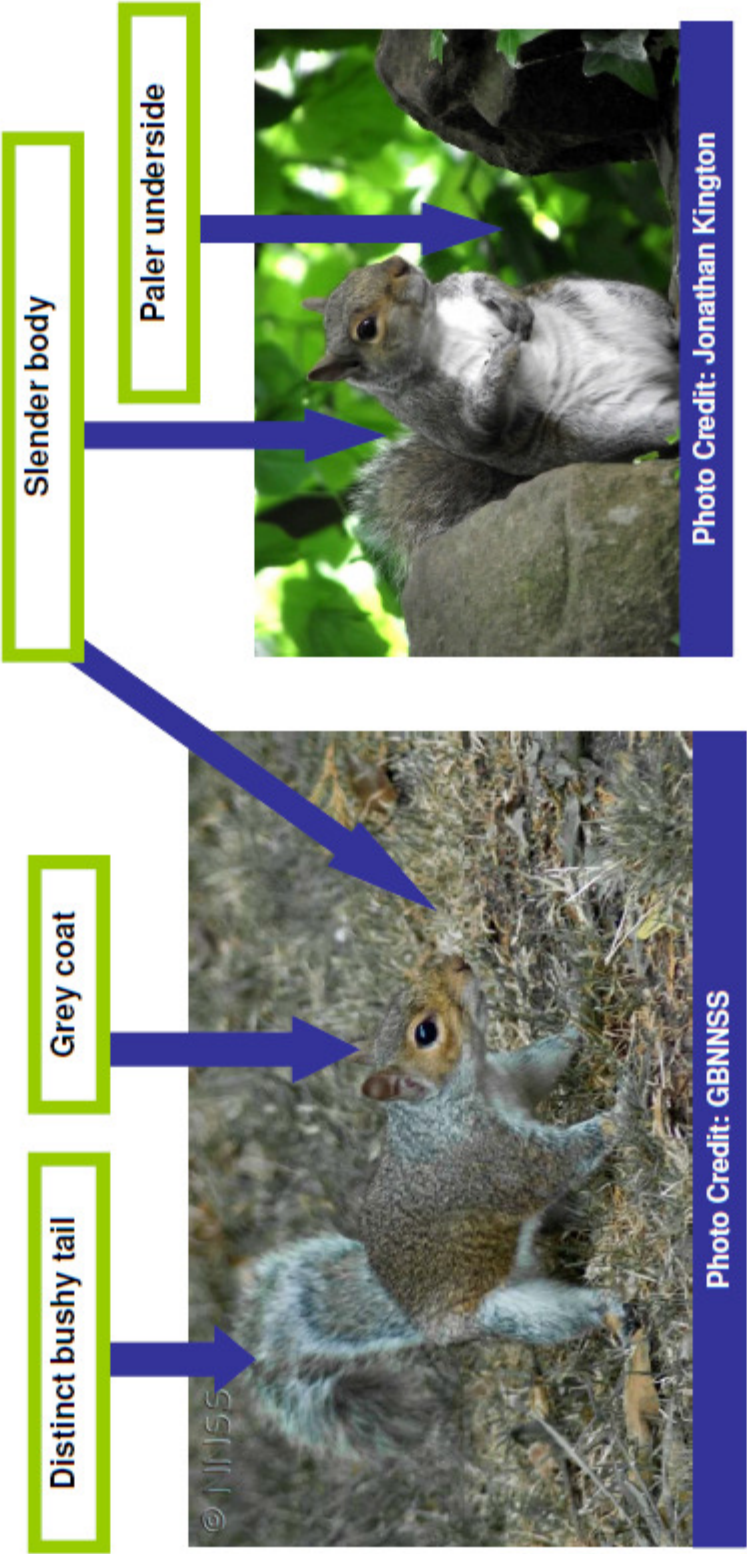 Slender body
Distinct bushy tail
Grey coat
Paler underside
© NNSS
Photo Credit: GBNNSS
Photo Credit: Jonathan Kington